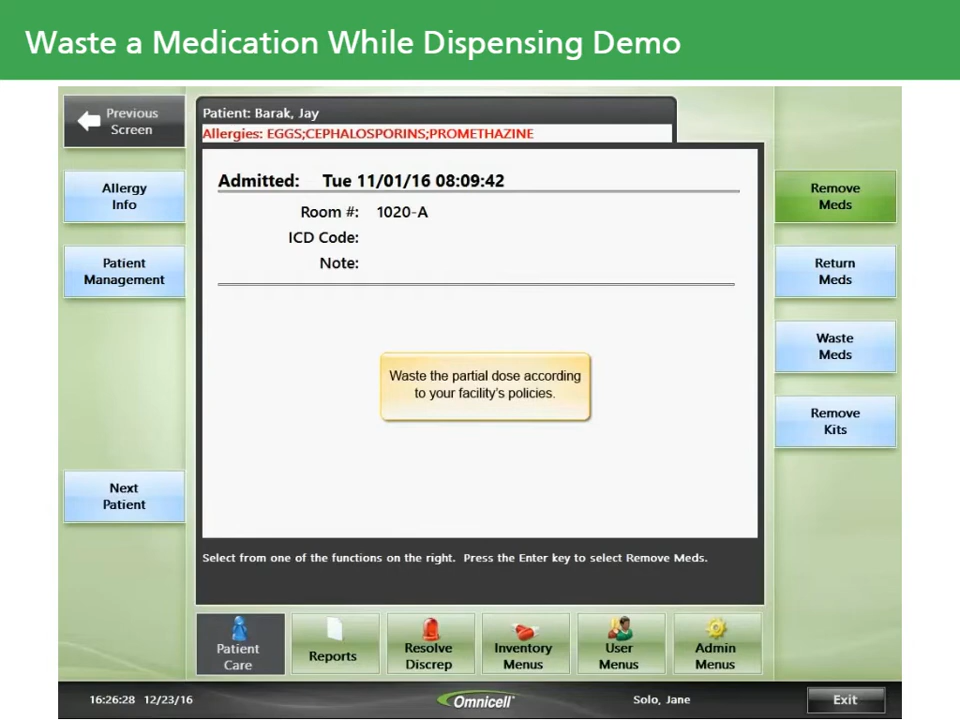 Waste a Medication While Dispensing Demo
Previous
Screen
Patient: Barak, Jay
Allergies: EGGS;CEPHALOSPORINS;PROMETHAZINE
Allergy
Info
Patient
Management
Next
Patient
Admitted: Tue 11/01/16 08:09:42
Room #: 1020-A
ICD Code:
Note:
Waste the partial dose according
to your facility's policies.
Remove
Meds
Return
Meds
Waste
Meds
Remove
Kits
Select from one of the functions on the right. Press the Enter key to select Remove Meds.
Patient
Care
Reports
Resolve
Discrep
Inventory
Menus
User
Menus
Admin
Menus
16:26:28 12/23/16
Omnicell
Solo, Jane
Exit